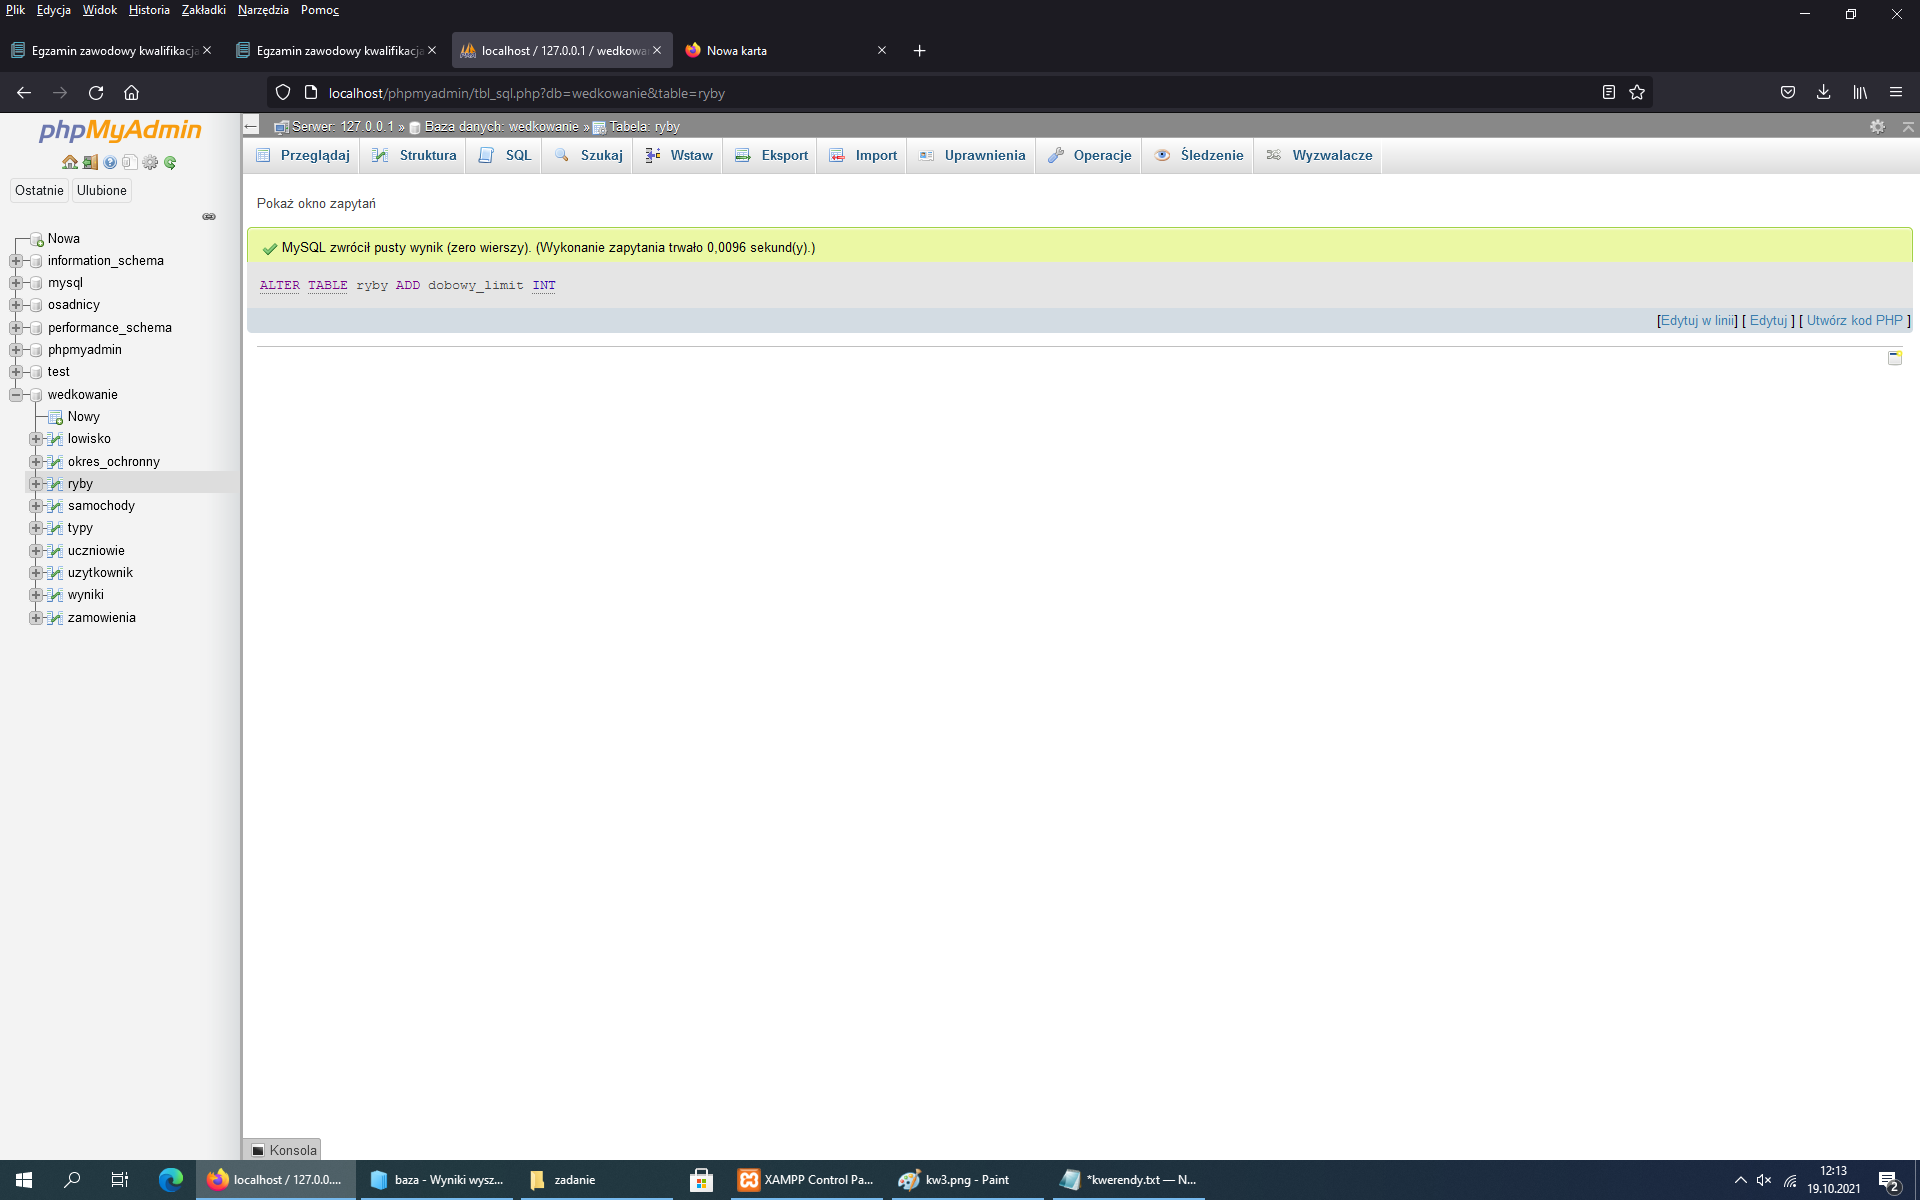 Plik Edycja Widok Historia Zakładki Narzędzia Pomoc
Egzamin zawodowy kwalifikacja
Egzamin zawodowy kwalifikacja
localhost / 127.0.0.1 / wedkowa
Nowa karta
localhost/phpmyadmin/tbl_sql.php?db=wedkowanie&table=ryby
phpMyAdmin
Ostatnie Ulubione
Nowa
information_schema
mysql
osadnicy
performance_schema
phpmyadmin
test
wedkowanie
Nowy
lowisko
okres_ochronny
ryby
samochody
typy
uczniowie
uzytkownik
wyniki
zamowienia
Serwer: 127.0.0.1 » Baza danych: wedkowanie » Tabela: ryby
Przeglądaj Struktura SQL Szukaj Wstaw Eksport Import Uprawnienia Operacje Śledzenie Wyzwalacze
Pokaż okno zapytań
MySQL zwrócił pusty wynik (zero wierszy). (Wykonanie zapytania trwało 0,0096 sekund(y).)
ALTER TABLE ryby ADD dobowy_limit INT
[Edytuj w linii] [ Edytuj ] [ Utwórz kod PHP ]
Konsola
localhost / 127.0.0....
baza - Wyniki wysz...
zadanie
XAMPP Control Pa...
kw3.png - Paint
*kwerendy.txt — N...
12:13
19.10.2021
2